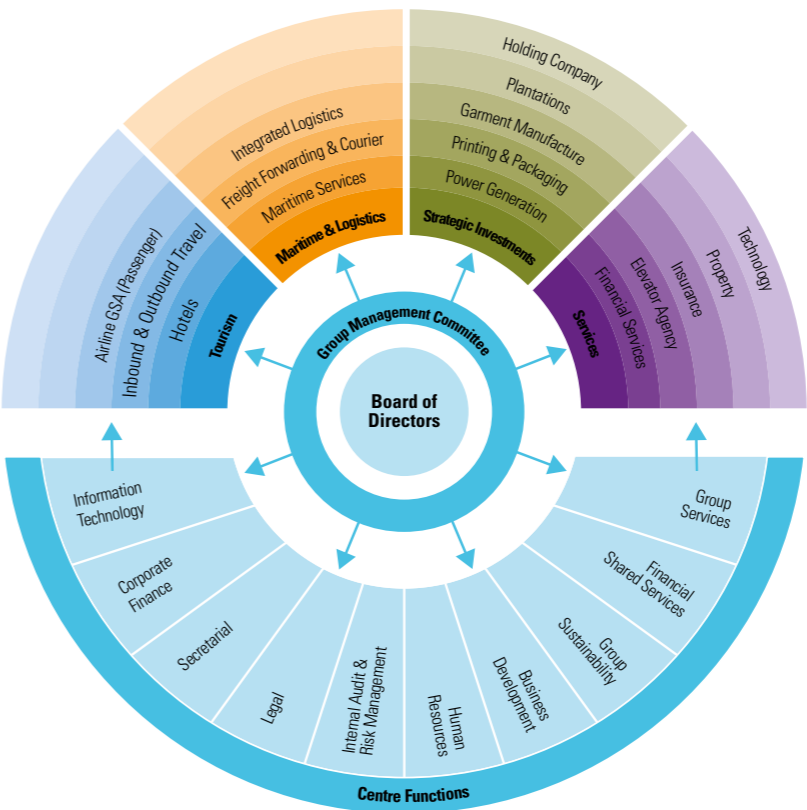 Holding Company
Plantations
Garment Manufacture
Printing & Packaging
Power Generation
Strategic Investments
Integrated Logistics
Freight Forwarding & Courier
Maritime Services
Maritime & Logistics
Airline GSA (Passenger)
Inbound & Outbound Travel
Hotels
Tourism
Services
Financial Services
Elevator Agency
Insurance
Property
Technology
Group Management Committee
Board of
Directors
Information
Technology
Corporate
Finance
Secretarial
Legal
Internal Audit &
Risk Management
Human
Resources
Business
Development
Group
Sustainability
Financial
Shared Services
Group
Services
Centre Functions